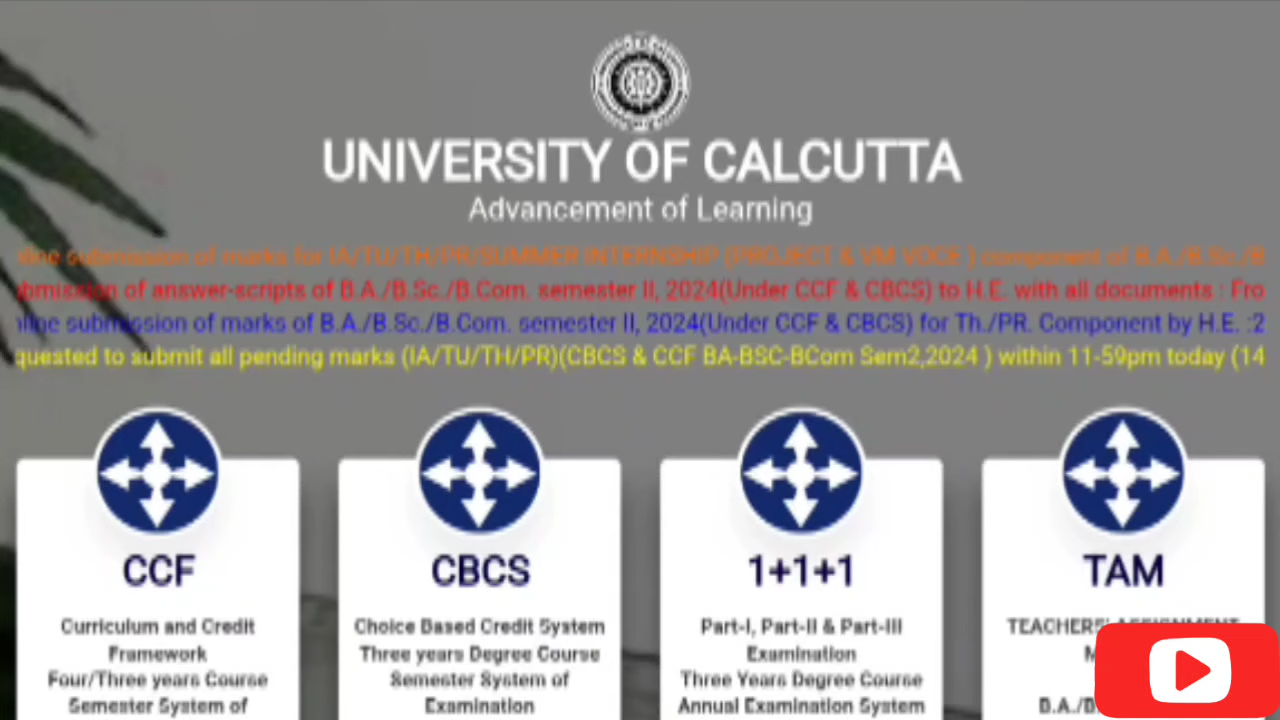 UNIVERSITY OF CALCUTTA
Advancement of Learning
submission of marks for IA/TU/TH/PR/SUMMER INTERNSHIP (PROJECT & VM VOCE ) component of B.A./B.Sc./B
bmission of answer-scripts of B.A./B.Sc./B.Com. semester II, 2024(Under CCF & CBCS) to H.E. with all documents : Fro
submission of marks of B.A./B.Sc./B.Com. semester II, 2024(Under CCF & CBCS) for Th./PR. Component by H.E. :2
quested to submit all pending marks (IA/TU/TH/PR)(CBCS & CCF BA-BSC-BCom Sem2,2024 ) within 11-59pm today (14
CCF
Curriculum and Credit
Framework
Four/Three years Course
Semester System of
CBCS
Choice Based Credit System
Three years Degree Course
Semester System of
Examination
1+1+1
Part-I, Part-II & Part-III
Examination
Three Years Degree Course
Annual Examination System
TAM
TEACHERS' ASSIGNMENT
M
B.A./B